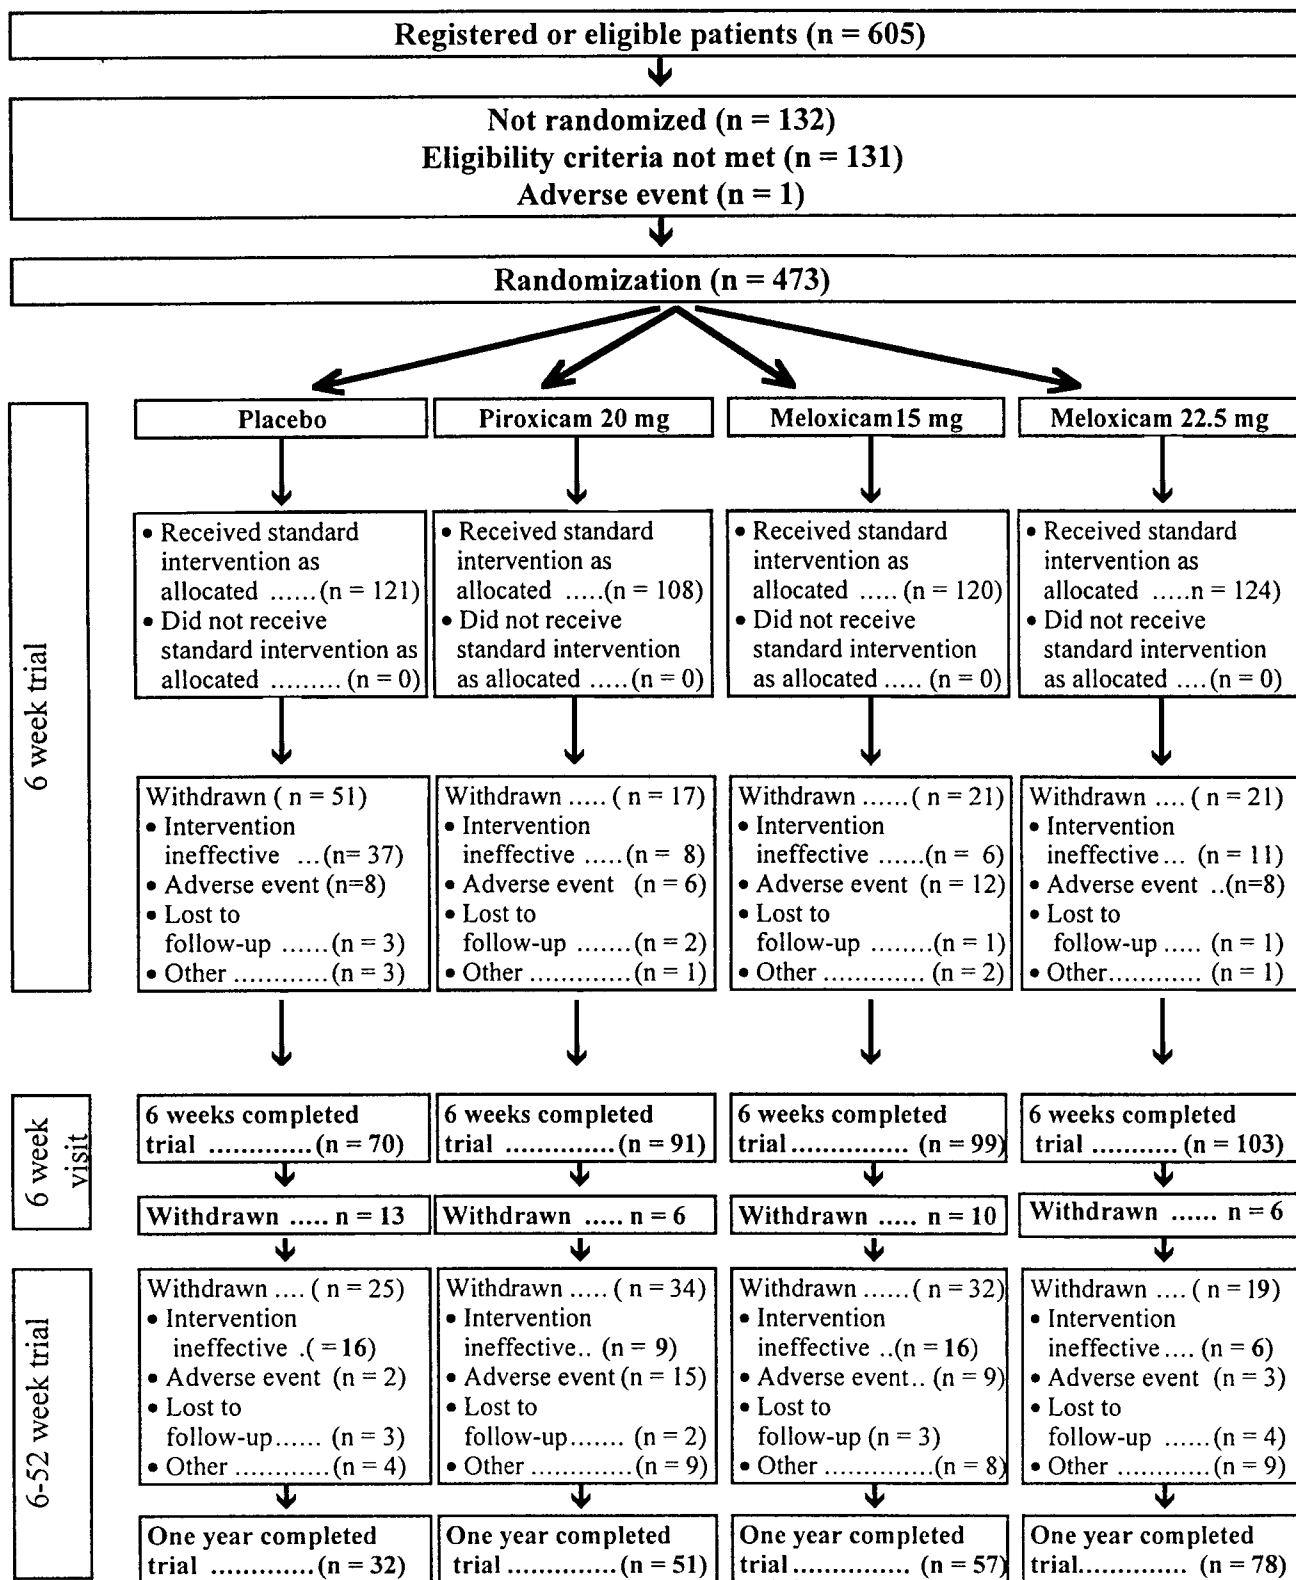 Registered or eligible patients (n = 605)
Not randomized (n = 132)
Eligibility criteria not met (n = 131)
Adverse event (n = 1)
Randomization (n = 473)
6 week trial
Placebo
• Received standard
intervention as
allocated ...... (n = 121)
• Did not receive
standard intervention as
allocated ......... (n = 0)
Withdrawn ( n = 51)
• Intervention
ineffective ...(n= 37)
• Adverse event (n=8)
• Lost to
follow-up ......(n = 3)
• Other ............(n = 3)
Piroxicam 20 mg
• Received standard
intervention as
allocated .....(n = 108)
• Did not receive
standard intervention
as allocated .....(n = 0)
Withdrawn ..... ( n = 17)
• Intervention
ineffective .....(n = 8)
• Adverse event (n = 6)
• Lost to
follow-up .......(n = 2)
• Other ............(n = 1)
Meloxicam15 mg
• Received standard
intervention as
allocated .....(n = 120)
• Did not receive
standard intervention
as allocated ..... (n = 0)
Withdrawn ......( n = 21)
• Intervention
ineffective ......(n = 6)
• Adverse event (n = 12)
• Lost to
follow-up ........(n = 1)
• Other ............(n = 2)
Meloxicam 22.5 mg
• Received standard
intervention as
allocated .....n = 124)
• Did not receive
standard intervention
as allocated ....(n = 0)
Withdrawn .... ( n = 21)
• Intervention
ineffective... (n = 11)
• Adverse event ..(n=8)
• Lost to
follow-up ..... (n = 1)
• Other............(n = 1)
6 week
visit
6 weeks completed
trial .............(n = 70)
Withdrawn ..... n = 13
6 weeks completed
trial ..............(n = 91)
Withdrawn ..... n = 6
6 weeks completed
trial............... (n = 99)
Withdrawn ..... n = 10
6 weeks completed
trial ........... (n = 103)
Withdrawn ...... n = 6
6-52 week trial
Withdrawn .... ( n = 25)
• Intervention
ineffective .( =16)
• Adverse event (n = 2)
• Lost to
follow-up...... (n = 3)
• Other ............(n = 4)
One year completed
trial .............(n = 32)
Withdrawn ..... ( n = 34)
• Intervention
ineffective.. (n = 9)
• Adverse event (n = 15)
• Lost to
follow-up....... (n = 2)
• Other ............(n = 9)
One year completed
trial ..............(n = 51)
Withdrawn......( n = 32)
• Intervention
ineffective ..(n = 16)
• Adverse event.. (n = 9)
• Lost to
follow-up (n = 3)
• Other ..............(n = 8)
One year completed
trial............... (n = 57)
Withdrawn .... ( n = 19)
• Intervention
ineffective.... (n = 6)
• Adverse event (n = 3)
• Lost to
follow-up ......(n = 4)
• Other ............(n = 9)
One year completed
trial............. (n = 78)